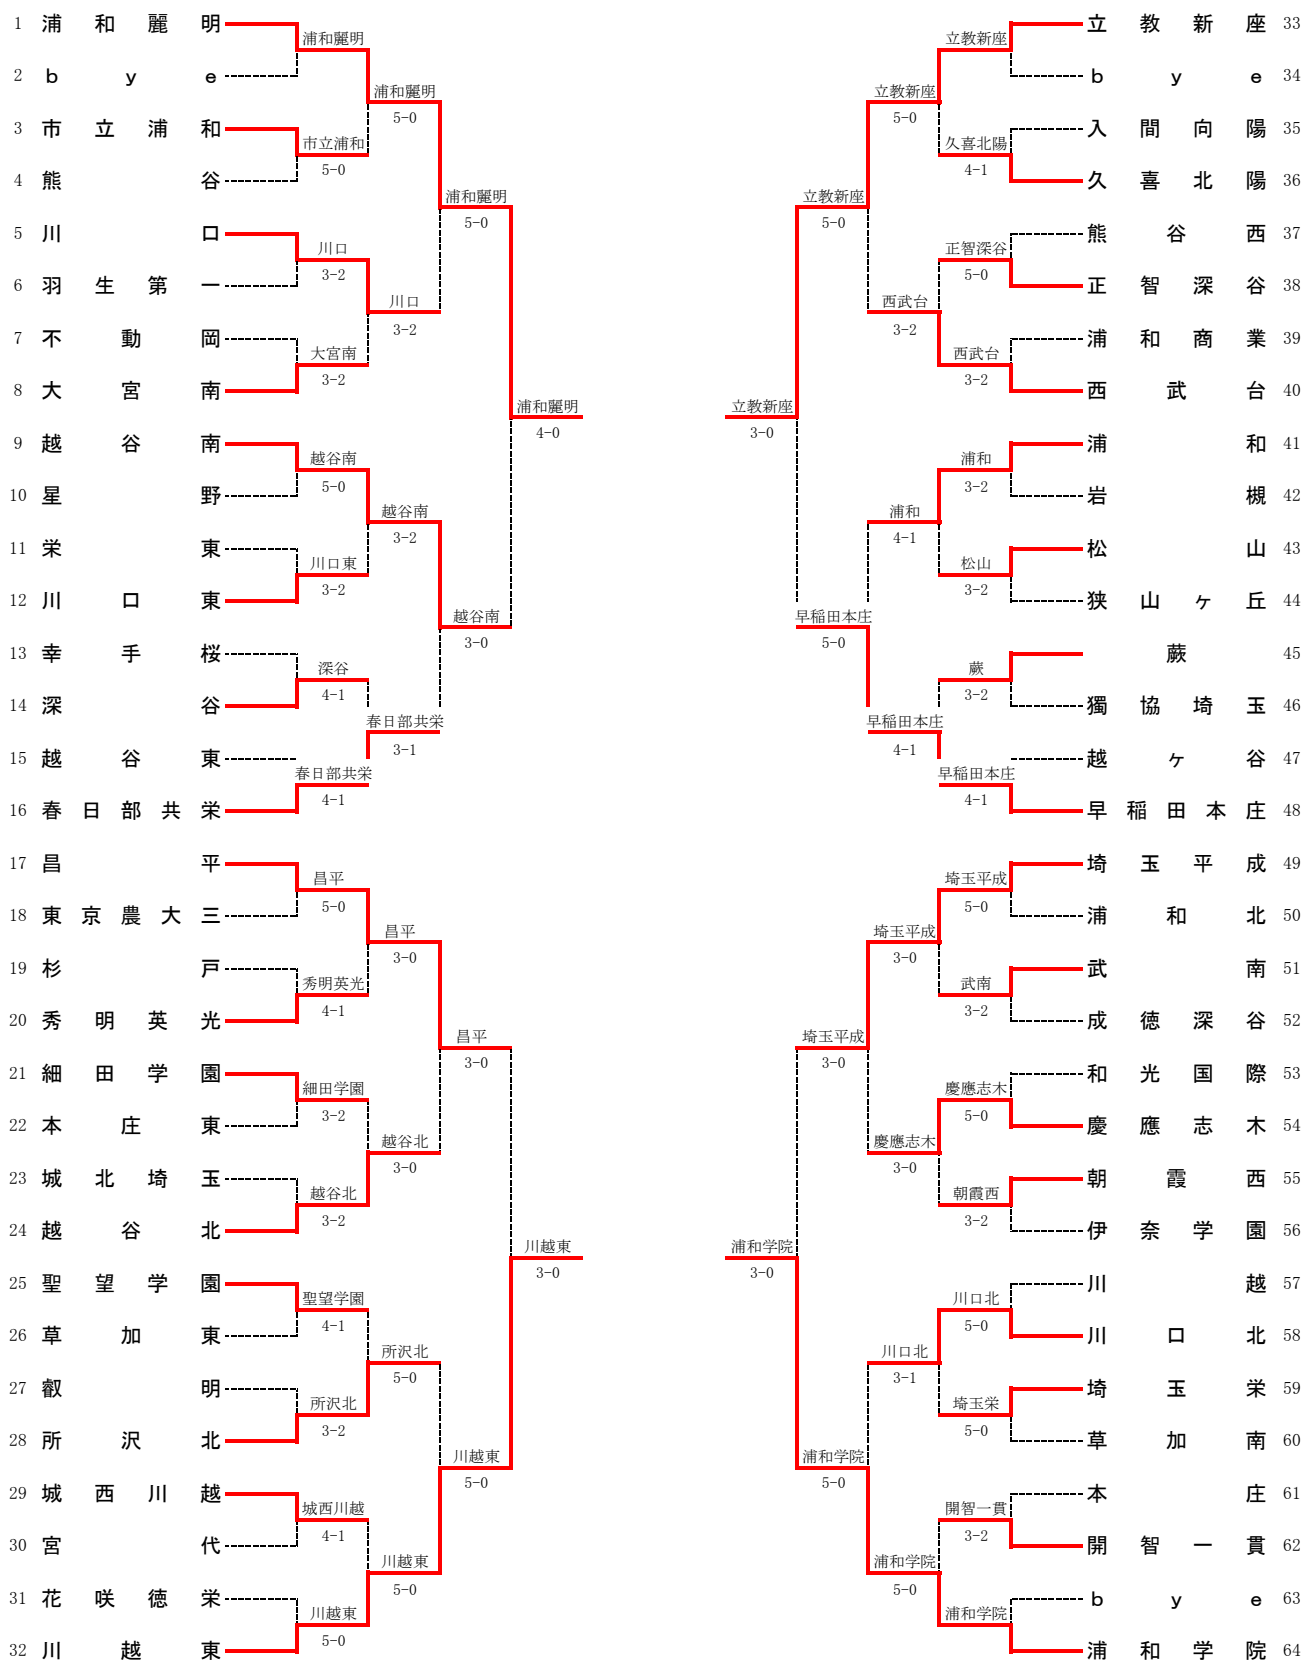 1 浦和麗明
浦和麗明
2 bye
浦和麗明
5-0
3 市立浦和
市立浦和
5-0
4 熊谷
浦和麗明
5-0
5 川口
川口
3-2
6 羽生第一
川口
3-2
7 不動岡
大宮南
3-2
8 大宮南
浦和麗明
4-0
9 越谷南
越谷南
5-0
10 星野
越谷南
3-2
11 栄東
川口東
3-2
12 川口東
越谷南
3-0
13 幸手桜
深谷
4-1
14 深谷
春日部共栄
3-1
15 越谷東
春日部共栄
4-1
16 春日部共栄
17 昌平
昌平
5-0
18 東京農大三
昌平
3-0
19 杉戸
秀明英光
4-1
20 秀明英光
昌平
3-0
21 細田学園
細田学園
3-2
22 本庄東
越谷北
3-0
23 城北埼玉
越谷北
3-2
24 越谷北
川越東
3-0
25 聖望学園
聖望学園
4-1
26 草加東
所沢北
5-0
27 叡明
所沢北
3-2
28 所沢北
川越東
5-0
29 城西川越
城西川越
4-1
30 宮代
川越東
5-0
31 花咲徳栄
川越東
5-0
32 川越東
立教新座 33
立教新座
bye 34
立教新座
5-0
入間向陽 35
久喜北陽
4-1
久喜北陽 36
立教新座
5-0
熊谷西 37
正智深谷
5-0
正智深谷 38
西武台
3-2
浦和商業 39
西武台
3-2
西武台 40
立教新座
3-0
浦和 41
浦和
3-2
岩槻 42
浦和
4-1
松山 43
松山
3-2
狭山ヶ丘 44
早稲田本庄
5-0
蕨 45
蕨
3-2
獨協埼玉 46
早稲田本庄
4-1
越ヶ谷 47
早稲田本庄
4-1
早稲田本庄 48
埼玉平成 49
埼玉平成
5-0
浦和北 50
埼玉平成
3-0
武南 51
武南
3-2
成徳深谷 52
埼玉平成
3-0
和光国際 53
慶應志木
5-0
慶應志木 54
慶應志木
3-0
朝霞西 55
朝霞西
3-2
伊奈学園 56
浦和学院
3-0
川越 57
川口北
5-0
川口北 58
川口北
3-1
埼玉栄 59
埼玉栄
5-0
草加南 60
浦和学院
5-0
本庄 61
開智一貫
3-2
開智一貫 62
浦和学院
5-0
bye 63
浦和学院
浦和学院 64